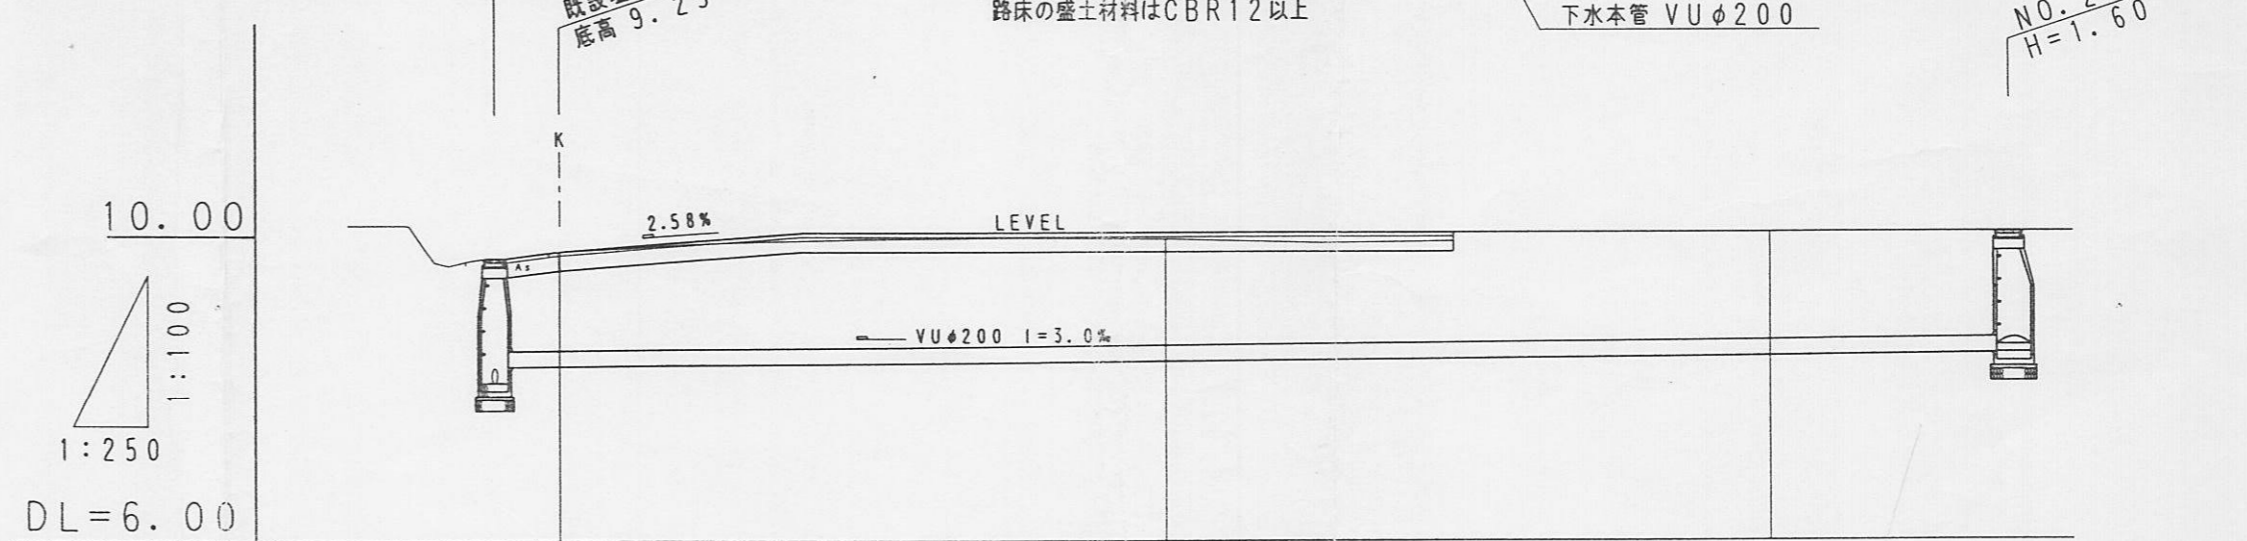 底高 9.2
路床の盛土材料はCBR12以上
下水本管 VUφ200
NO.
H=1.60
K
10.00
2.58%
LEVEL
As
VUφ200 I=3.0‰
1:100
1:250
DL=6.00